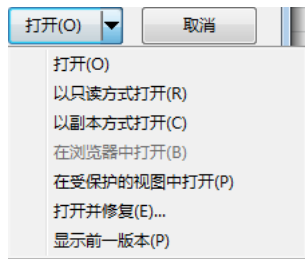 打开(O) 取消
打开(O)
以只读方式打开(R)
以副本方式打开(C)
在浏览器中打开(B)
在受保护的视图中打开(P)
打开并修复(E)...
显示前一版本(P)